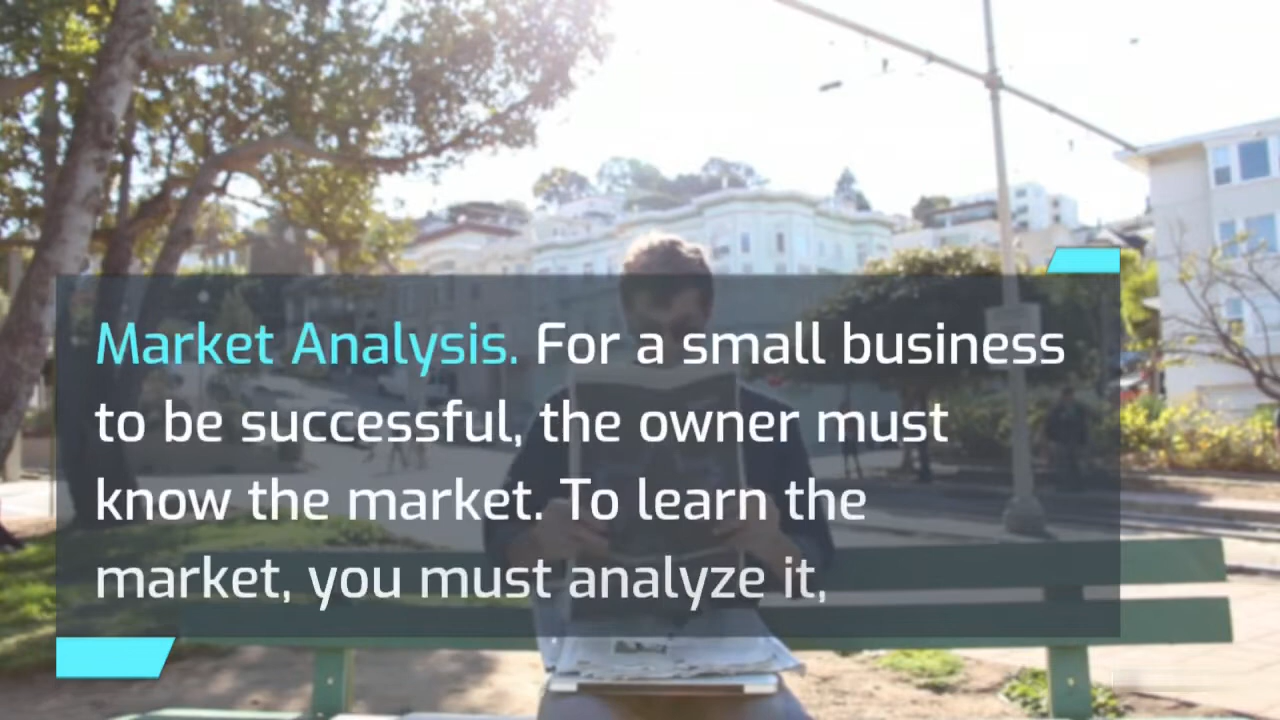 Market Analysis. For a small business
to be successful, the owner must
know the market. To learn the
market, you must analyze it,